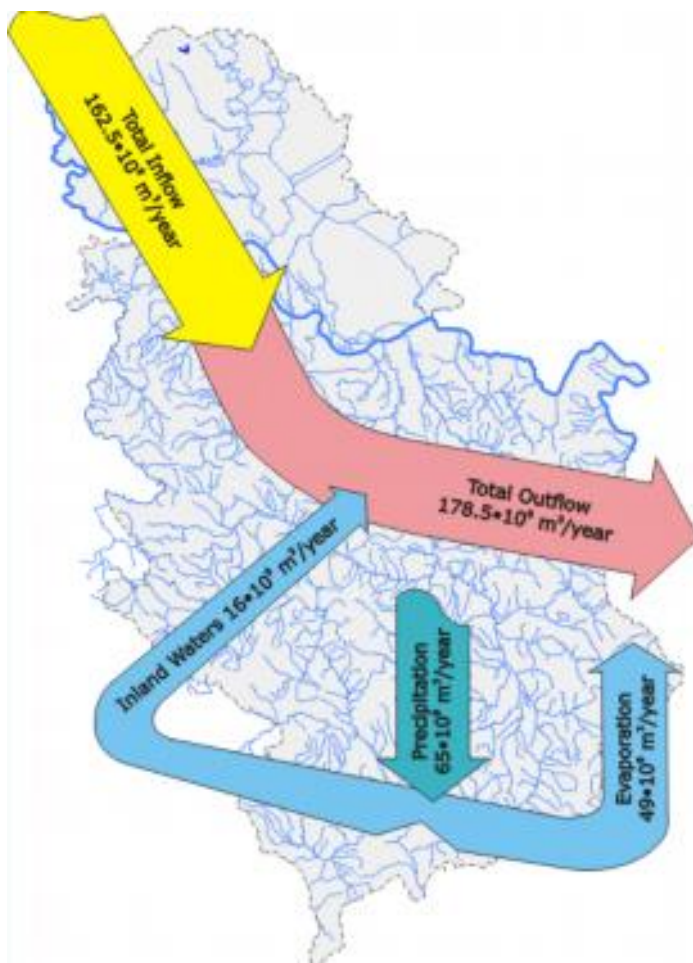 Total Inflow
162.5•10⁹ m³/year
Total Outflow
178.5•10⁹ m³/year
Inland Waters 16•10⁹ m³/year
Precipitation
65•10⁹ m³/year
Evaporation
49•10⁹ m³/year